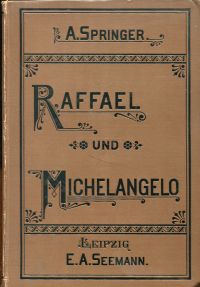 A. SPRINGER.
RAFFAEL
UND
MICHELANGELO
LEIPZIG
E. A. SEEMANN.